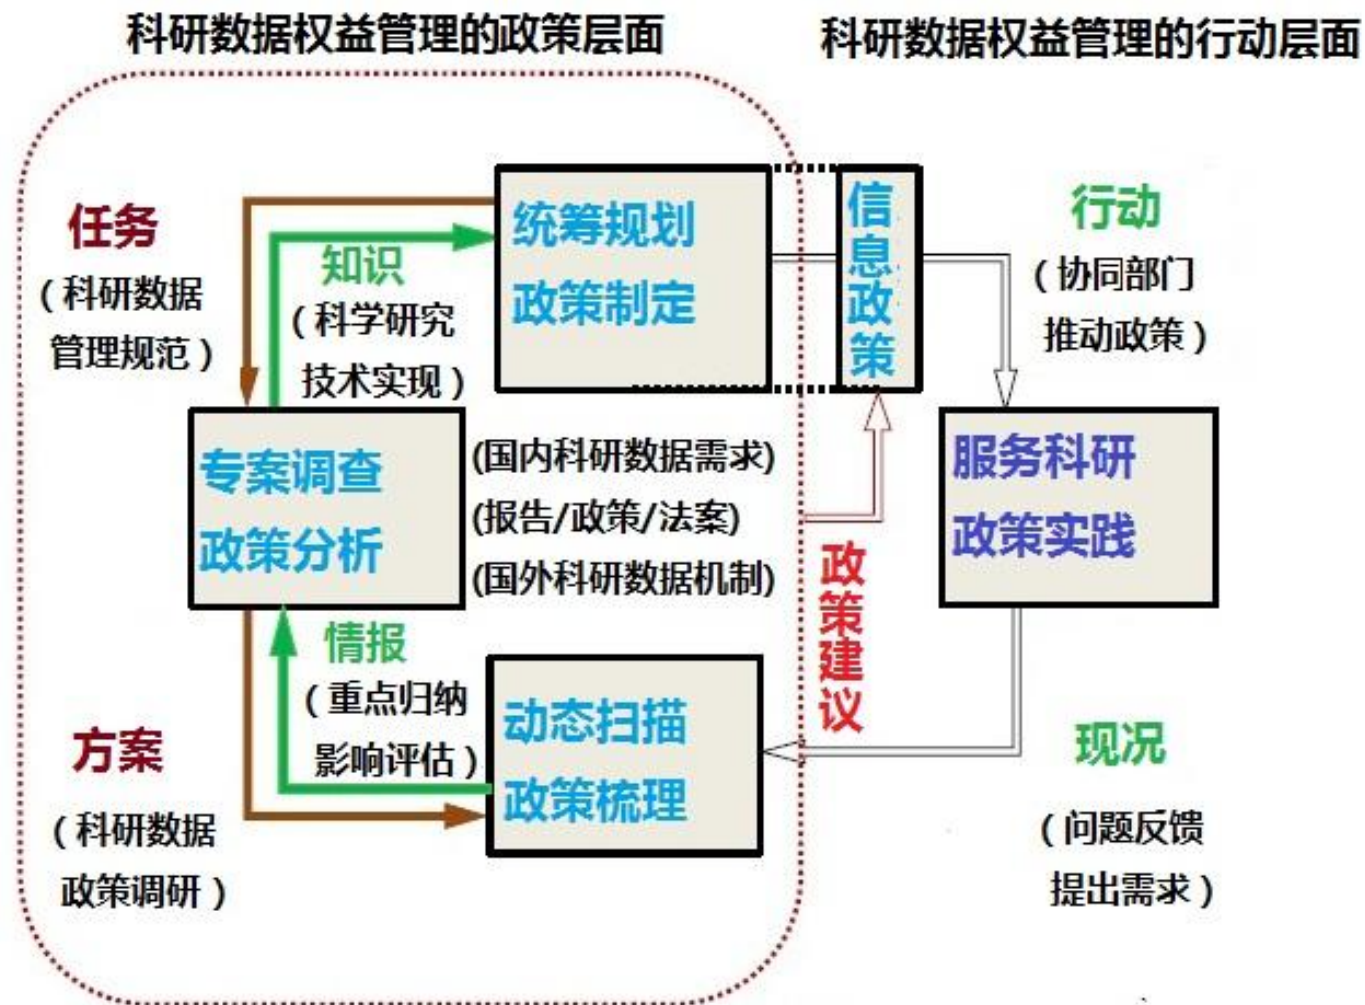 科研数据权益管理的政策层面
科研数据权益管理的行动层面
任务
（科研数据
管理规范）
知识
（科学研究
技术实现）
统筹规划
政策制定
信息政策
行动
（协同部门
推动政策）
专案调查
政策分析
(国内科研数据需求)
(报告/政策/法案)
(国外科研数据机制)
服务科研
政策实践
政策建议
情报
（重点归纳
影响评估）
方案
（科研数据
政策调研）
动态扫描
政策梳理
现况
（问题反馈
提出需求）